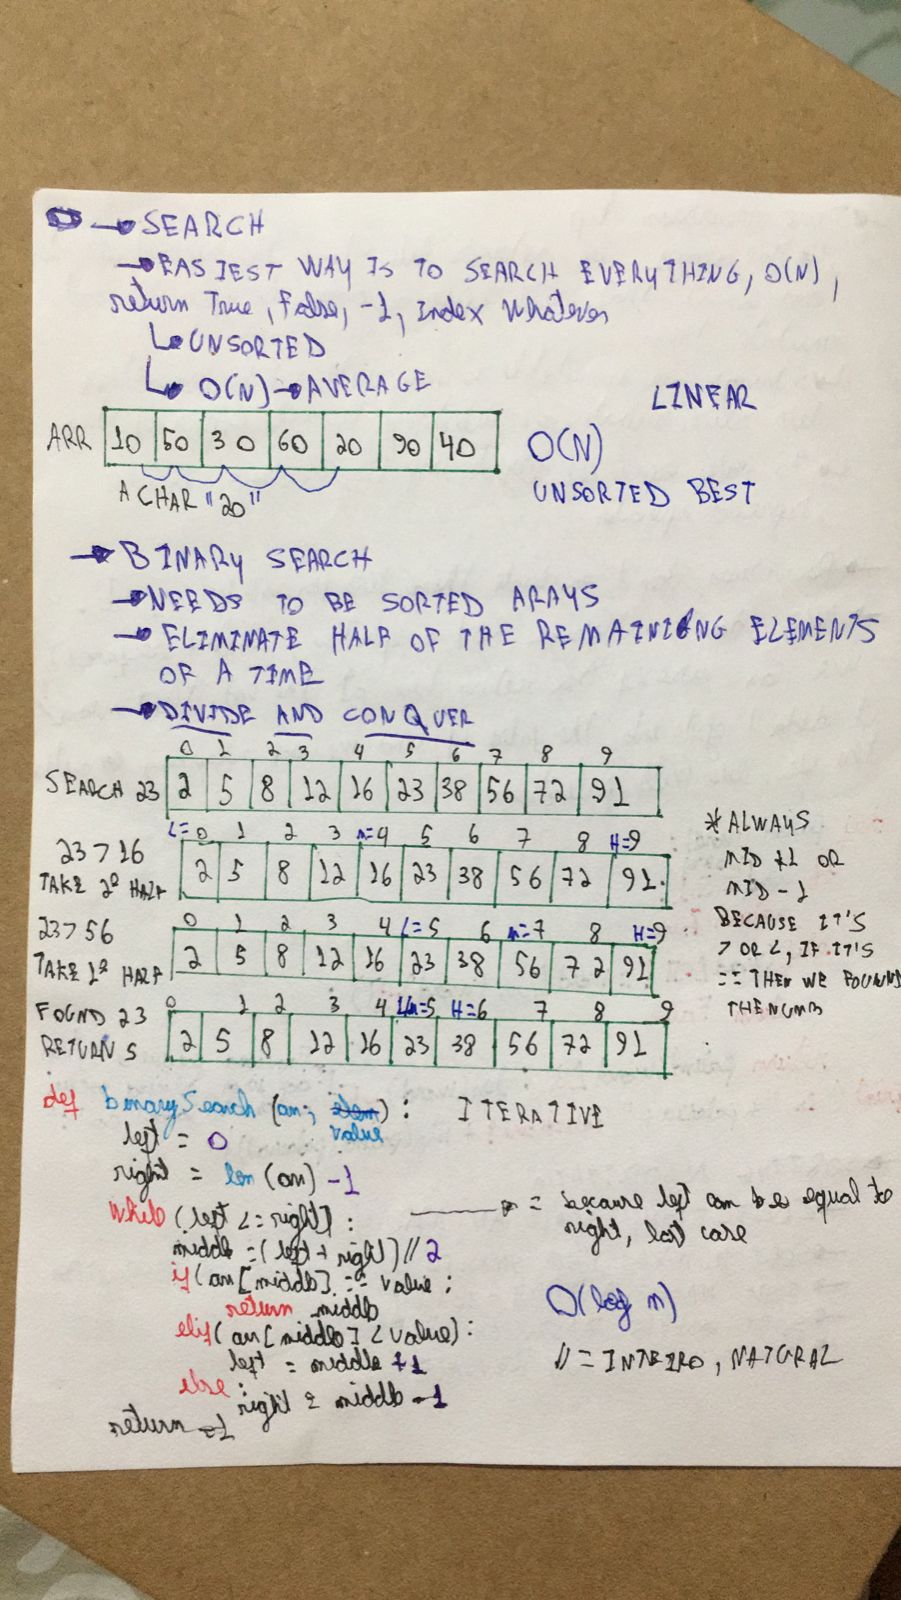 → SEARCH
→ EASIEST WAY IS TO SEARCH EVERYTHING, O(N),
return True, False, -1, Index Whatever
↳ UNSORTED
↳ O(N) → AVERAGE
LINEAR
ARR 10 50 30 60 20 90 40
O(N)
A CHAR "20"
UNSORTED BEST
→ BINARY SEARCH
→ NEEDS TO BE SORTED ARAYS
→ ELIMINATE HALF OF THE REMAINING ELEMENTS
OF A TIME
→ DIVIDE AND CONQUER
0 1 2 3 4 5 6 7 8 9
SEARCH 23 2 5 8 12 16 23 38 56 72 91
L=0 1 2 3 m=4 5 6 7 8 H=9
23 > 16
TAKE 2º HALF
2 5 8 12 16 23 38 56 72 91
0 1 2 3 4 L=5 6 m=7 8 H=9
23 > 56
TAKE 1º HALF
2 5 8 12 16 23 38 56 72 91
0 1 2 3 4 L=m=5 H=6 7 8 9
FOUND 23
RETURN 5
2 5 8 12 16 23 38 56 72 91
* ALWAYS
MID +1 OR
MID - 1
BECAUSE IT'S
> OR <, IF IT'S
== THEN WE FOUND
THE NUMB
def binarySearch (arr, value): ITERATIVE
left = 0
right = len (arr) -1
while (left <= right): → = because left can be equal to
right, last case
middle = (left + right) // 2
if (arr[middle] == value:
return middle
elif (arr[middle] < value):
left = middle + 1
else:
right = middle - 1
return -1
O(log n)
// = INTEIRO, NATURAL